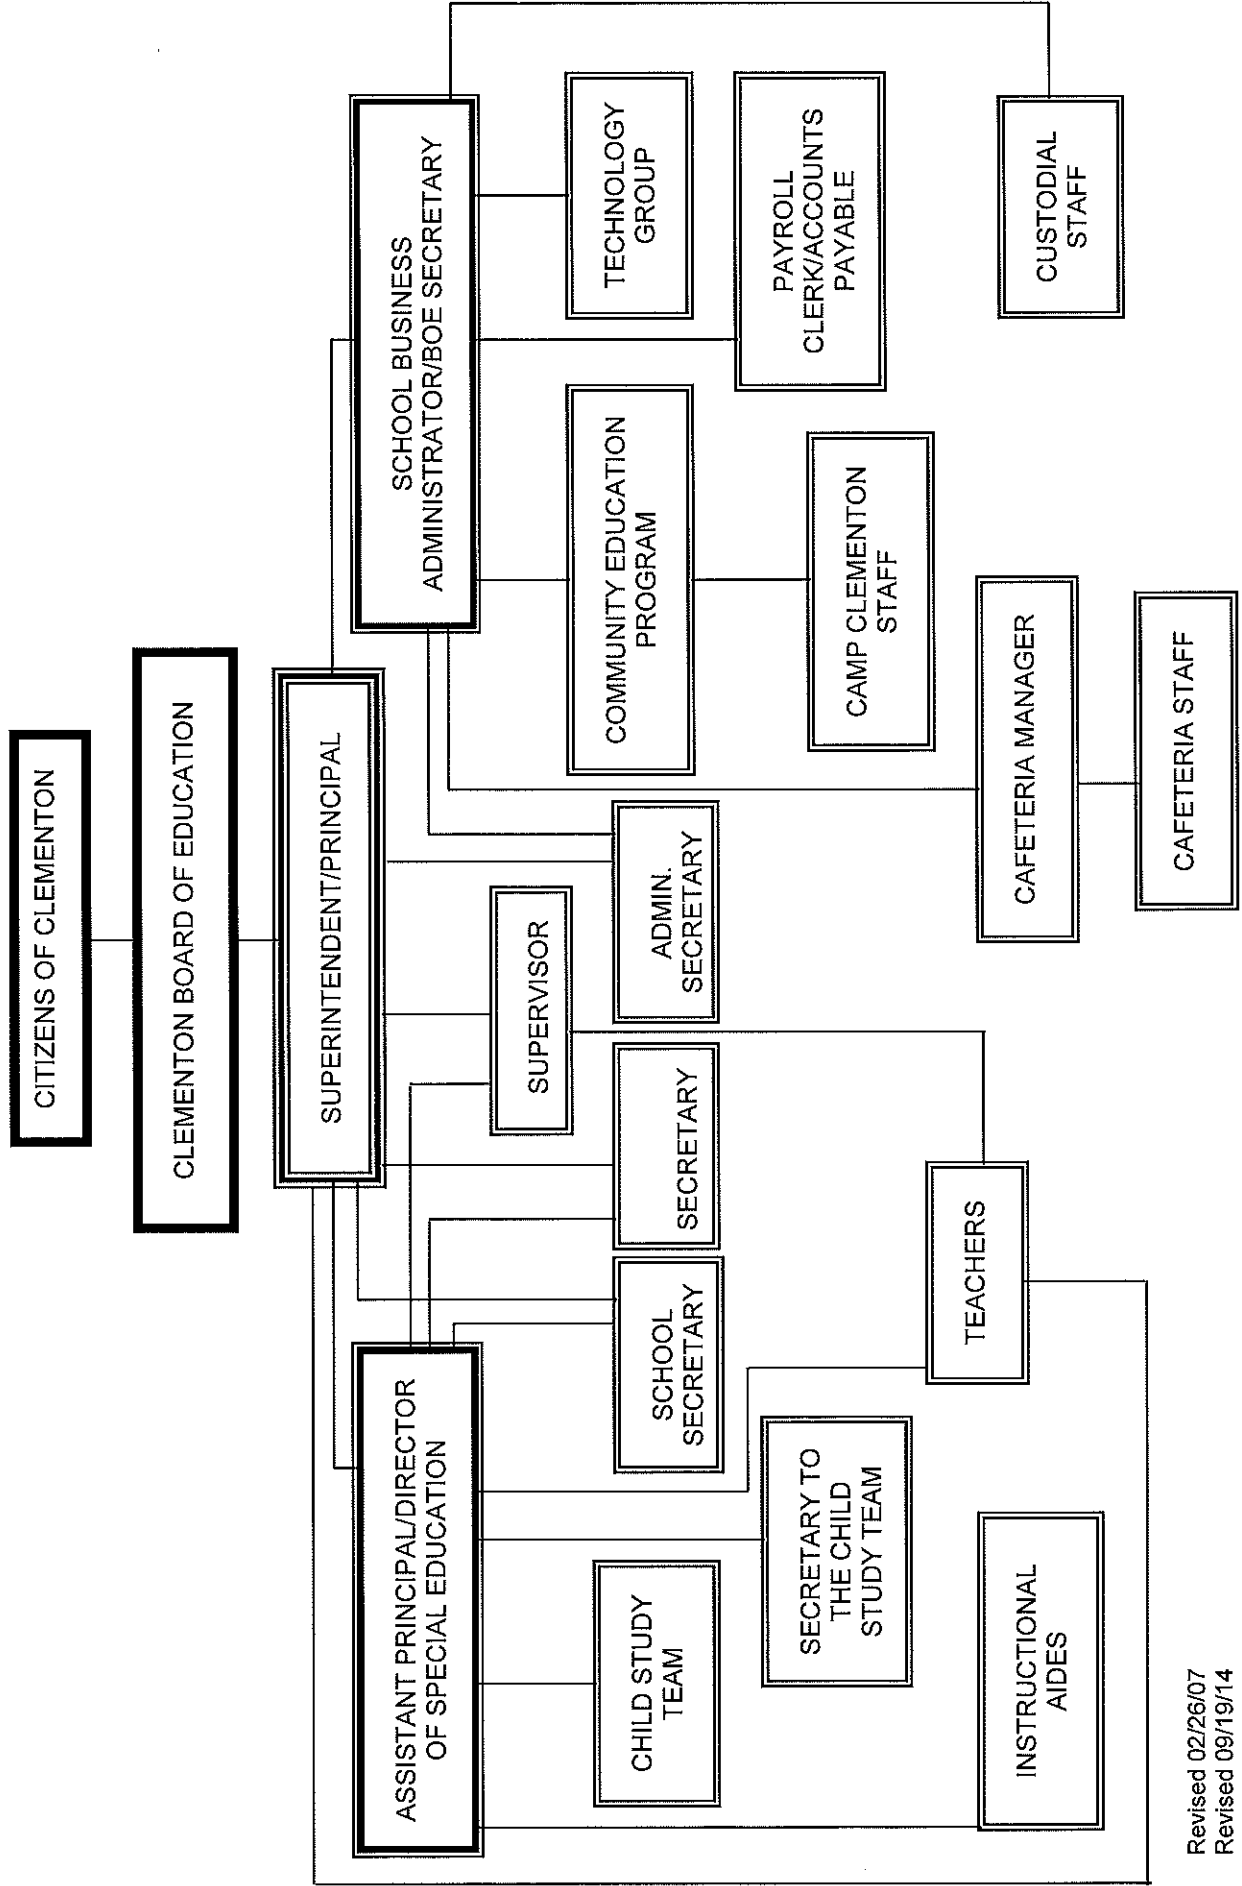 CITIZENS OF CLEMENTON
CLEMENTON BOARD OF EDUCATION
SUPERINTENDENT/PRINCIPAL
ASSISTANT PRINCIPAL/DIRECTOR
OF SPECIAL EDUCATION
SCHOOL BUSINESS
ADMINISTRATOR/BOE SECRETARY
SUPERVISOR
CHILD STUDY
TEAM
SCHOOL
SECRETARY
SECRETARY
ADMIN.
SECRETARY
COMMUNITY EDUCATION
PROGRAM
TECHNOLOGY
GROUP
SECRETARY TO
THE CHILD
STUDY TEAM
PAYROLL
CLERK/ACCOUNTS
PAYABLE
CAMP CLEMENTON
STAFF
TEACHERS
INSTRUCTIONAL
AIDES
CAFETERIA MANAGER
CUSTODIAL
STAFF
CAFETERIA STAFF
Revised 02/26/07
Revised 09/19/14